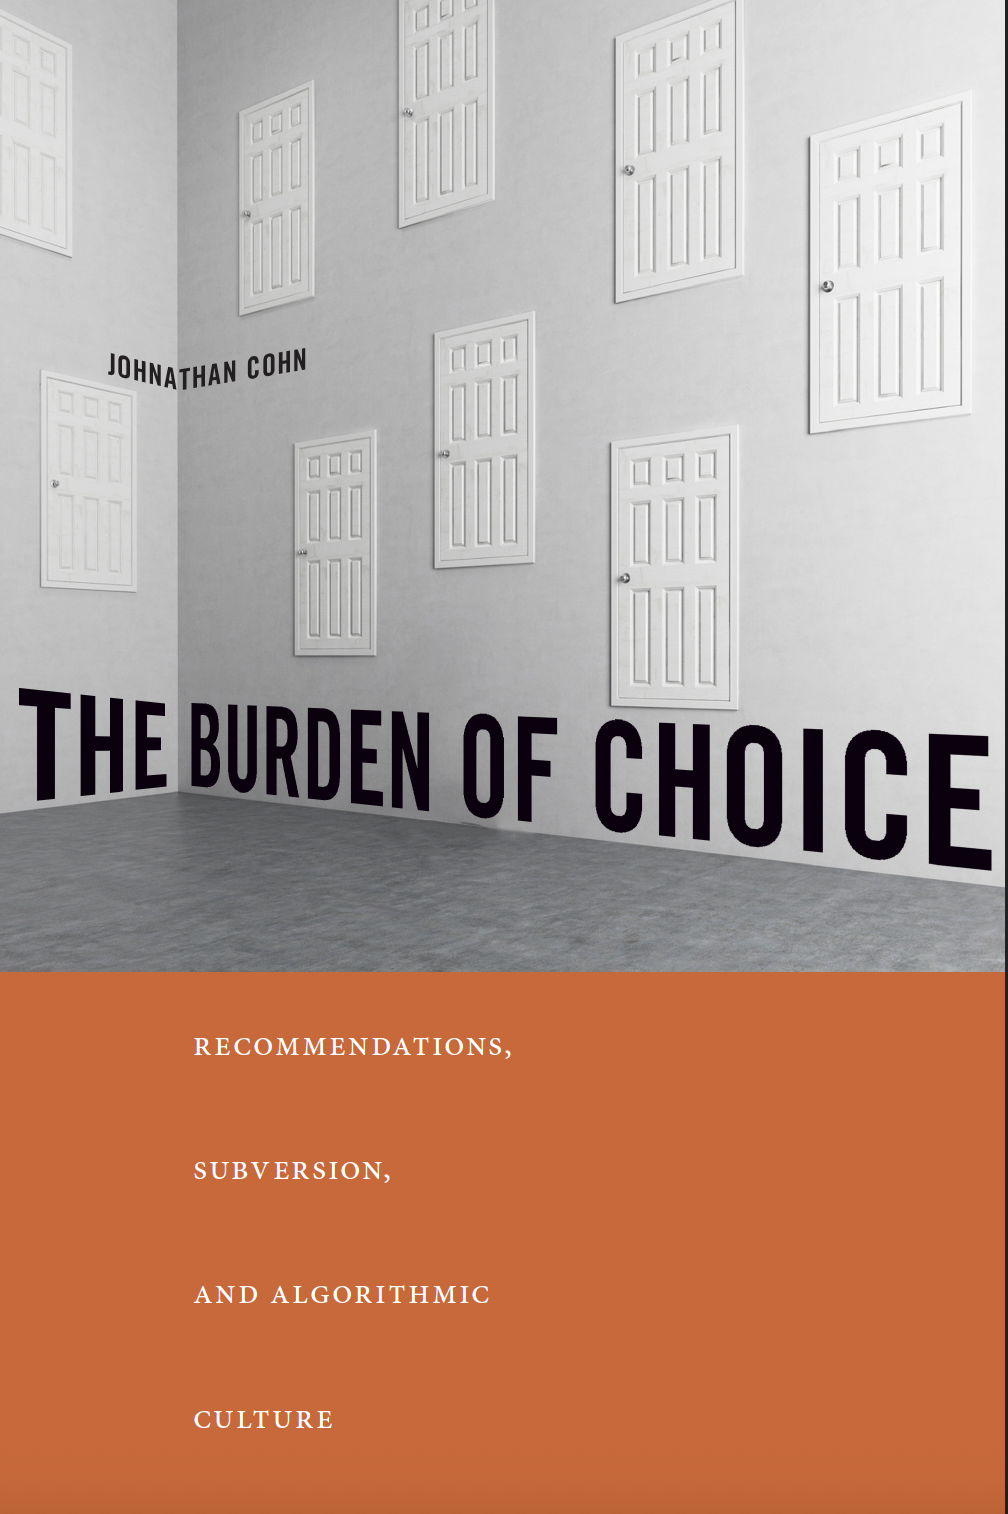 JOHNATHAN COHN
THE BURDEN OF CHOICE
RECOMMENDATIONS,
SUBVERSION,
AND ALGORITHMIC
CULTURE